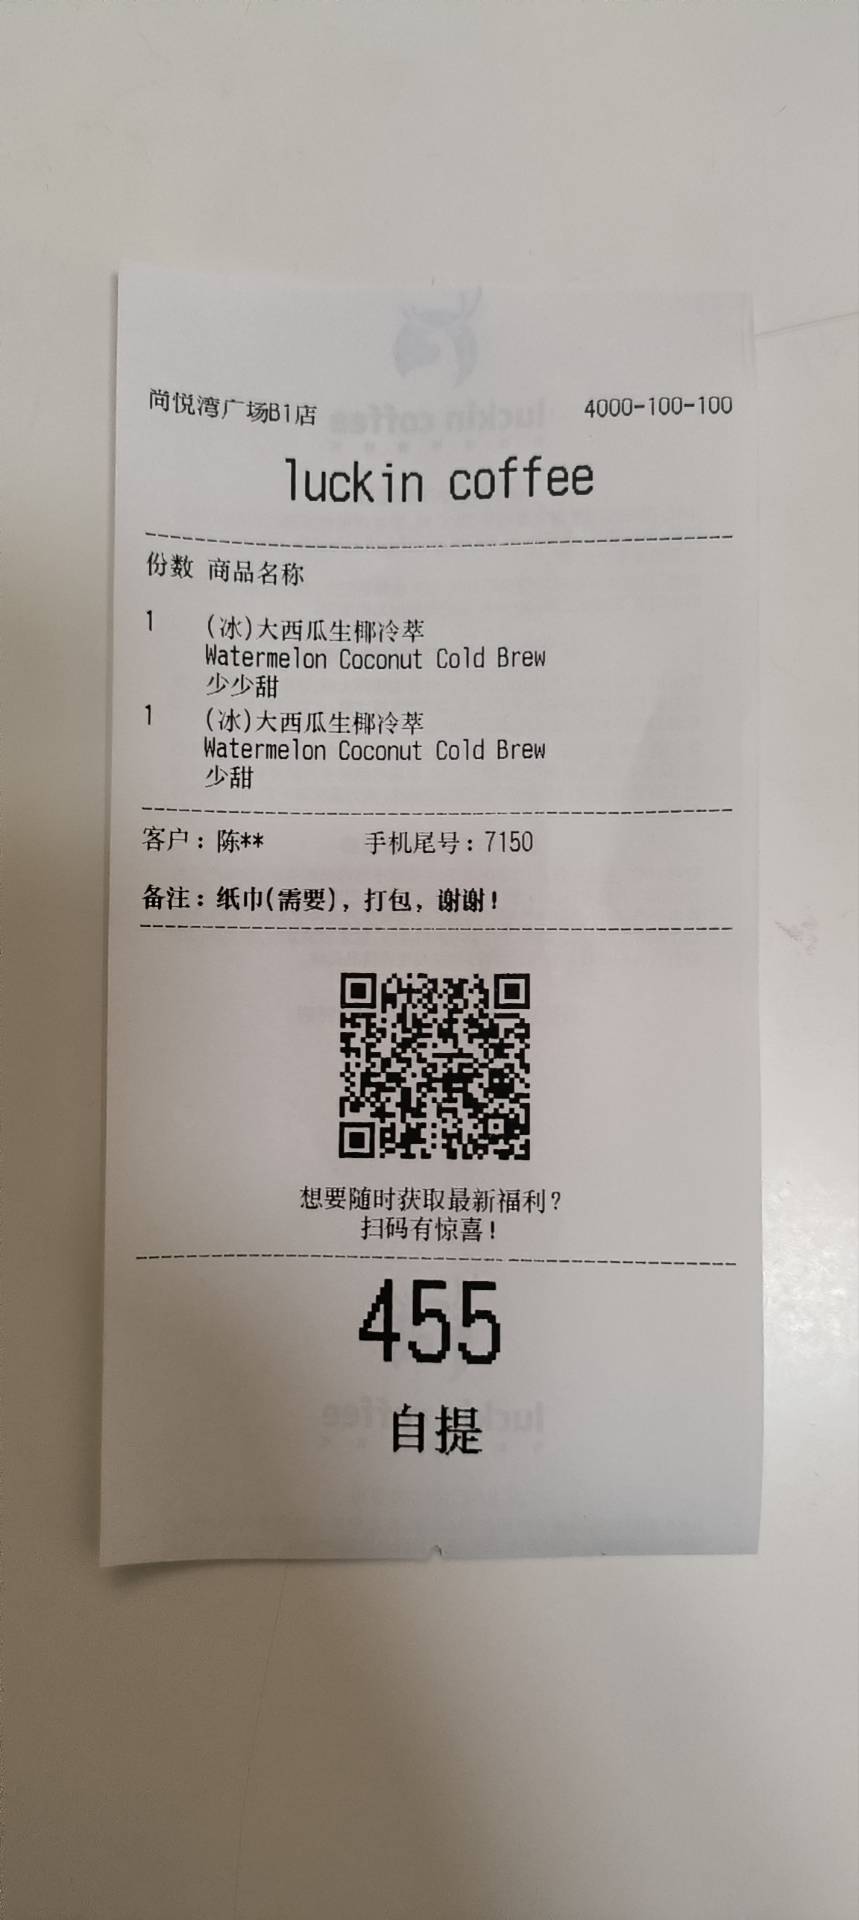 尚悦湾广场B1店 4000-100-100
luckin coffee
份数 商品名称
1 (冰)大西瓜生椰冷萃
Watermelon Coconut Cold Brew
少少甜
1 (冰)大西瓜生椰冷萃
Watermelon Coconut Cold Brew
少甜
客户：陈** 手机尾号：7150
备注：纸巾(需要)，打包，谢谢！
想要随时获取最新福利？
扫码有惊喜！
455
自提